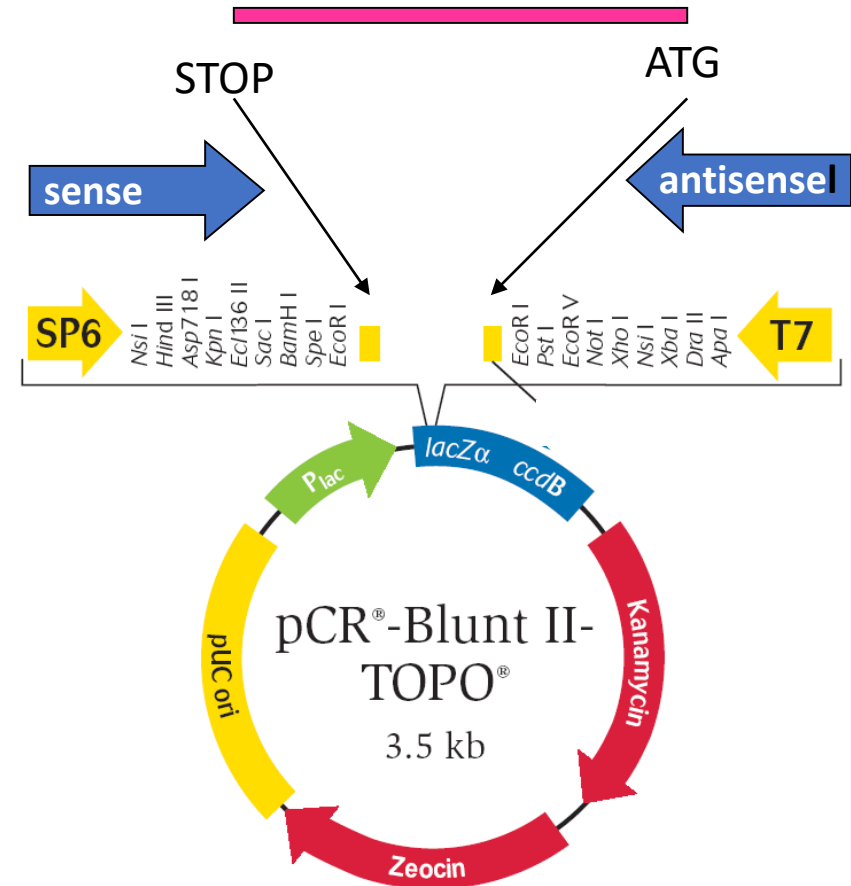 STOP
ATG
sense
antisensel
SP6
Nsi I
Hind III
Asp718 I
Kpn I
Ecl136 II
Sac I
BamH I
Spe I
EcoR I
EcoR I
Pst I
EcoR V
Not I
Xho I
Nsi I
Xba I
Dra II
Apa I
T7
Plac
lacZα ccdB
Kanamycin
Zeocin
pUC ori
pCR®-Blunt II-
TOPO®
3.5 kb